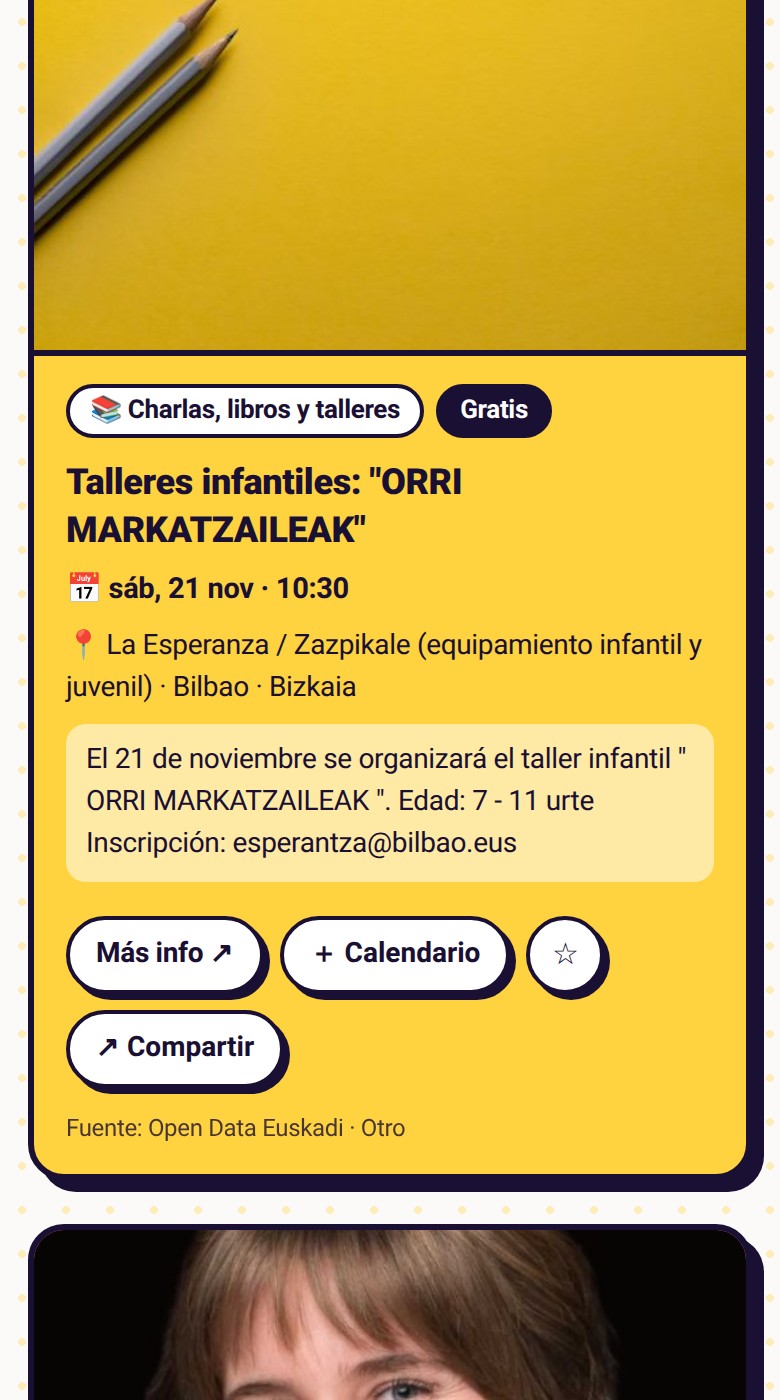 📚 Charlas, libros y talleres
Gratis
Talleres infantiles: "ORRI
MARKATZAILEAK"
📅 sáb, 21 nov · 10:30
📍 La Esperanza / Zazpikale (equipamiento infantil y
juvenil) · Bilbao · Bizkaia
El 21 de noviembre se organizará el taller infantil "
ORRI MARKATZAILEAK ". Edad: 7 - 11 urte
Inscripción: esperantza@bilbao.eus
Más info ↗
+ Calendario
☆
↗ Compartir
Fuente: Open Data Euskadi · Otro